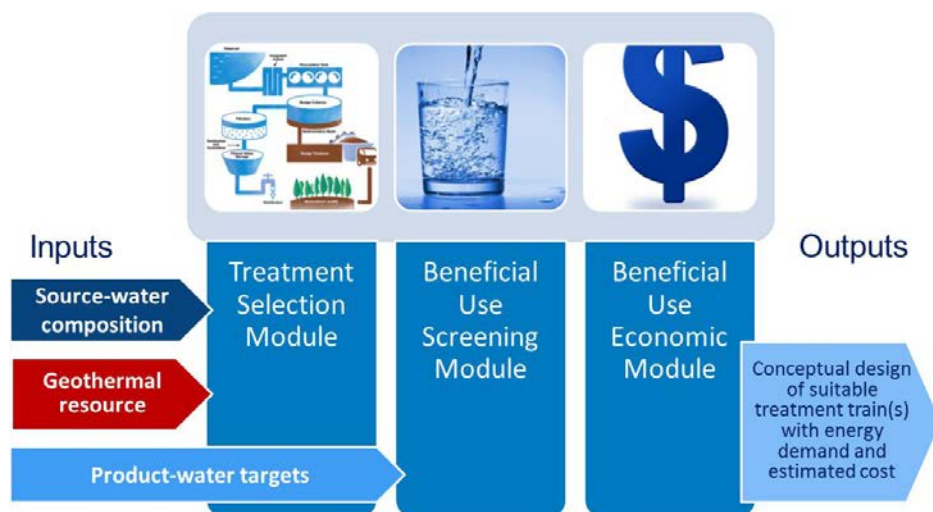 Inputs
Outputs
Source-water
composition
Geothermal
resource
Product-water targets
Treatment
Selection
Module
Beneficial
Use
Screening
Module
Beneficial
Use
Economic
Module
Conceptual design
of suitable
treatment train(s)
with energy
demand and
estimated cost
$